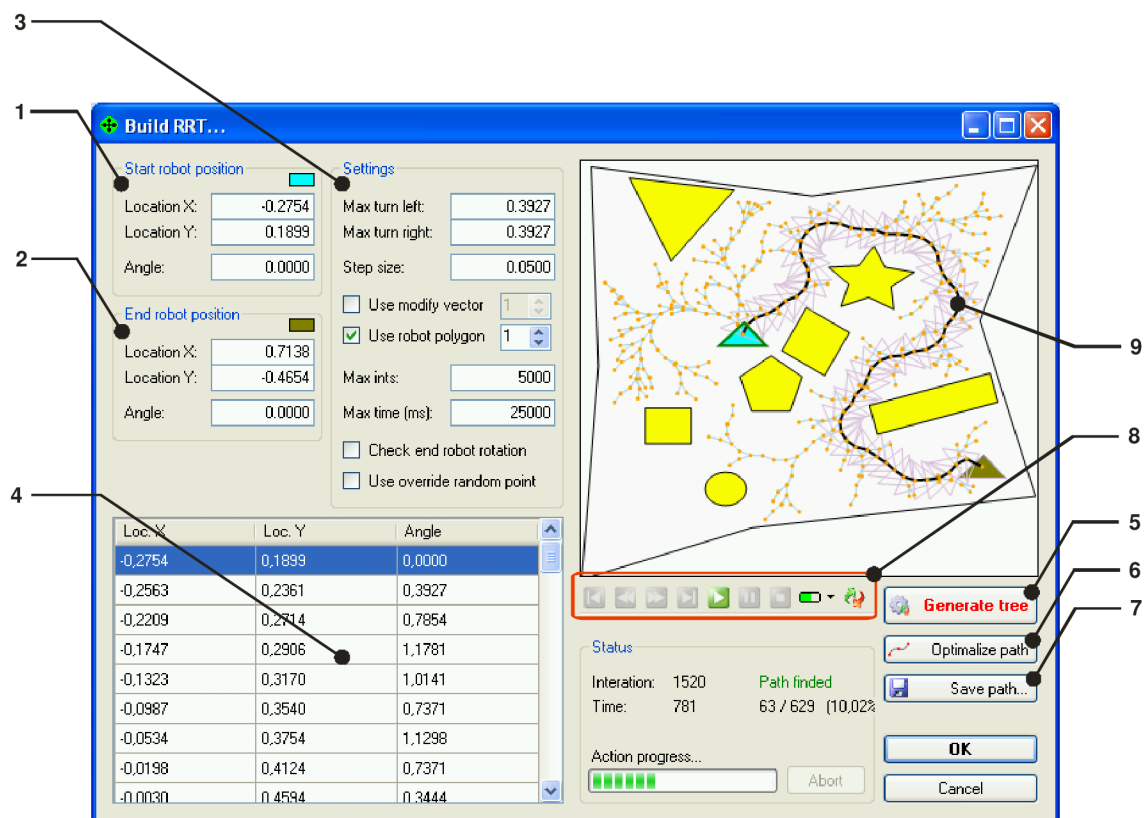 3
1
2
4
9
8
5
6
7
Build RRT...
Start robot position
Location X: -0.2754
Location Y: 0.1899
Angle: 0.0000
End robot position
Location X: 0.7138
Location Y: -0.4654
Angle: 0.0000
Settings
Max turn left: 0.3927
Max turn right: 0.3927
Step size: 0.0500
Use modify vector 1
Use robot polygon 1
Max ints: 5000
Max time (ms): 25000
Check end robot rotation
Use override random point
Loc. X Loc. Y Angle
-0,2754 0,1899 0,0000
-0,2563 0,2361 0,3927
-0,2209 0,2714 0,7854
-0,1747 0,2906 1,1781
-0,1323 0,3170 1,0141
-0,0987 0,3540 0,7371
-0,0534 0,3754 1,1298
-0,0198 0,4124 0,7371
-0,0030 0,4594 0,3444
Generate tree
Optimalize path
Save path...
Status
Interation: 1520 Path finded
Time: 781 63 / 629 (10,02%
Action progress...
Abort
OK
Cancel